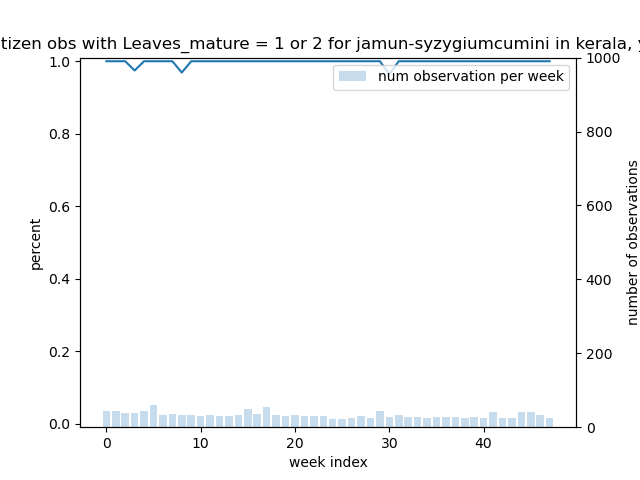 tizen obs with Leaves_mature = 1 or 2 for jamun-syzygiumcumini in kerala,
num observation per week
1.0
0.8
0.6
0.4
0.2
0.0
percent
1000
800
600
400
200
0
number of observations
0 10 20 30 40
week index